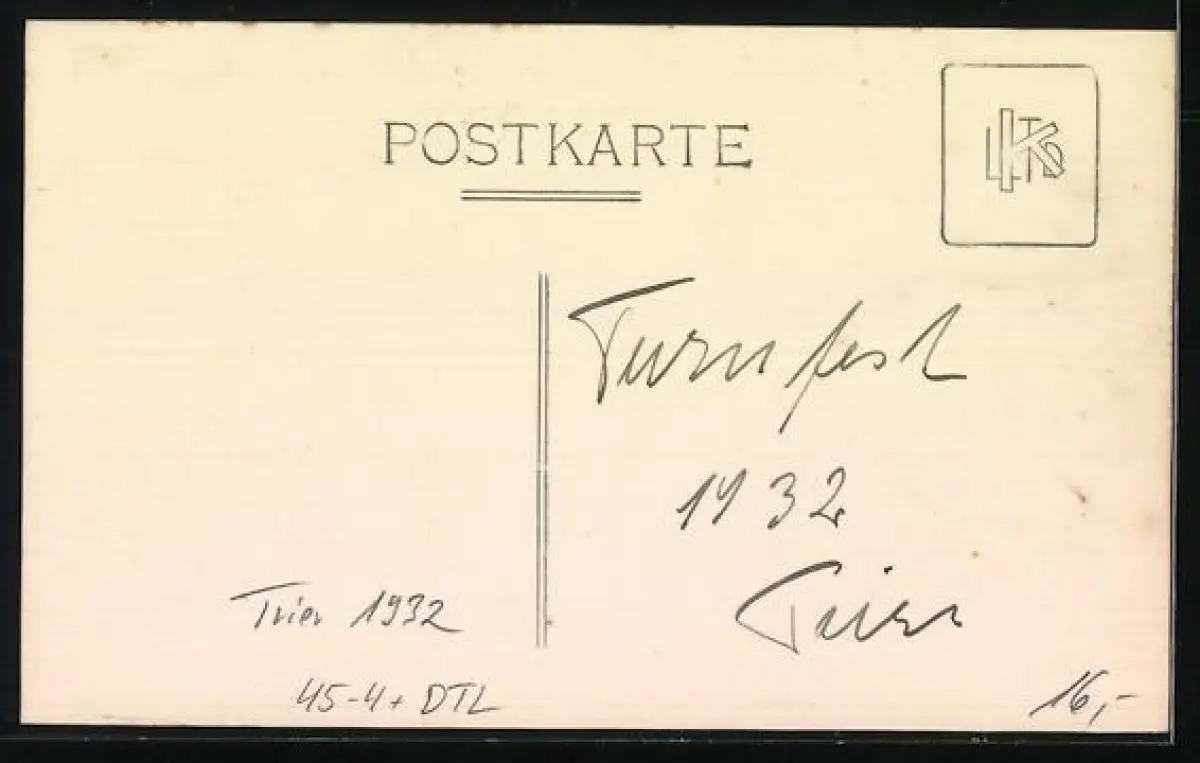 POSTKARTE
Turnfest
1932
Trier
Trier 1932
45-4+ DTL
16,-